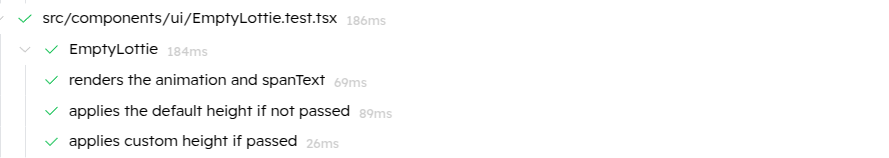 src/components/ui/EmptyLottie.test.tsx 186ms
EmptyLottie 184ms
renders the animation and spanText 69ms
applies the default height if not passed 89ms
applies custom height if passed 26ms